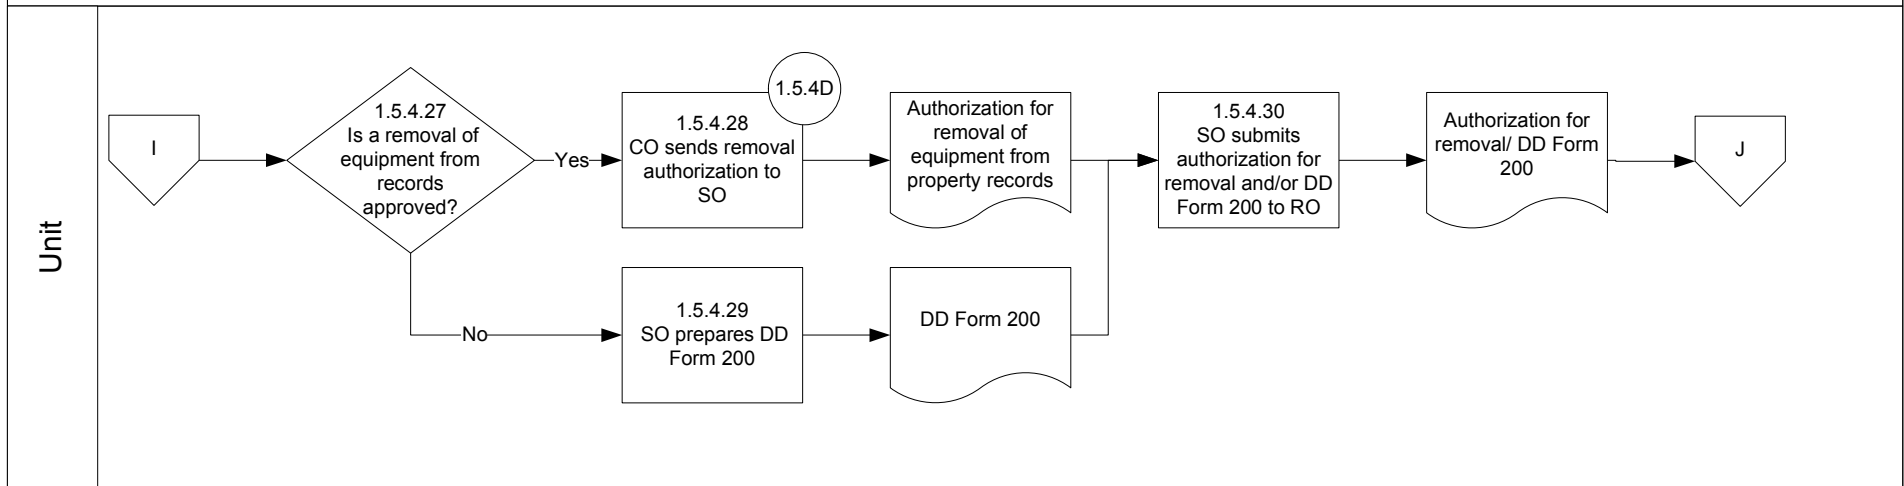 Unit
I
1.5.4.27
Is a removal of
equipment from
records
approved?
Yes
No
1.5.4D
1.5.4.28
CO sends removal
authorization to
SO
Authorization for
removal of
equipment from
property records
1.5.4.29
SO prepares DD
Form 200
DD Form 200
1.5.4.30
SO submits
authorization for
removal and/or DD
Form 200 to RO
Authorization for
removal/ DD Form
200
J